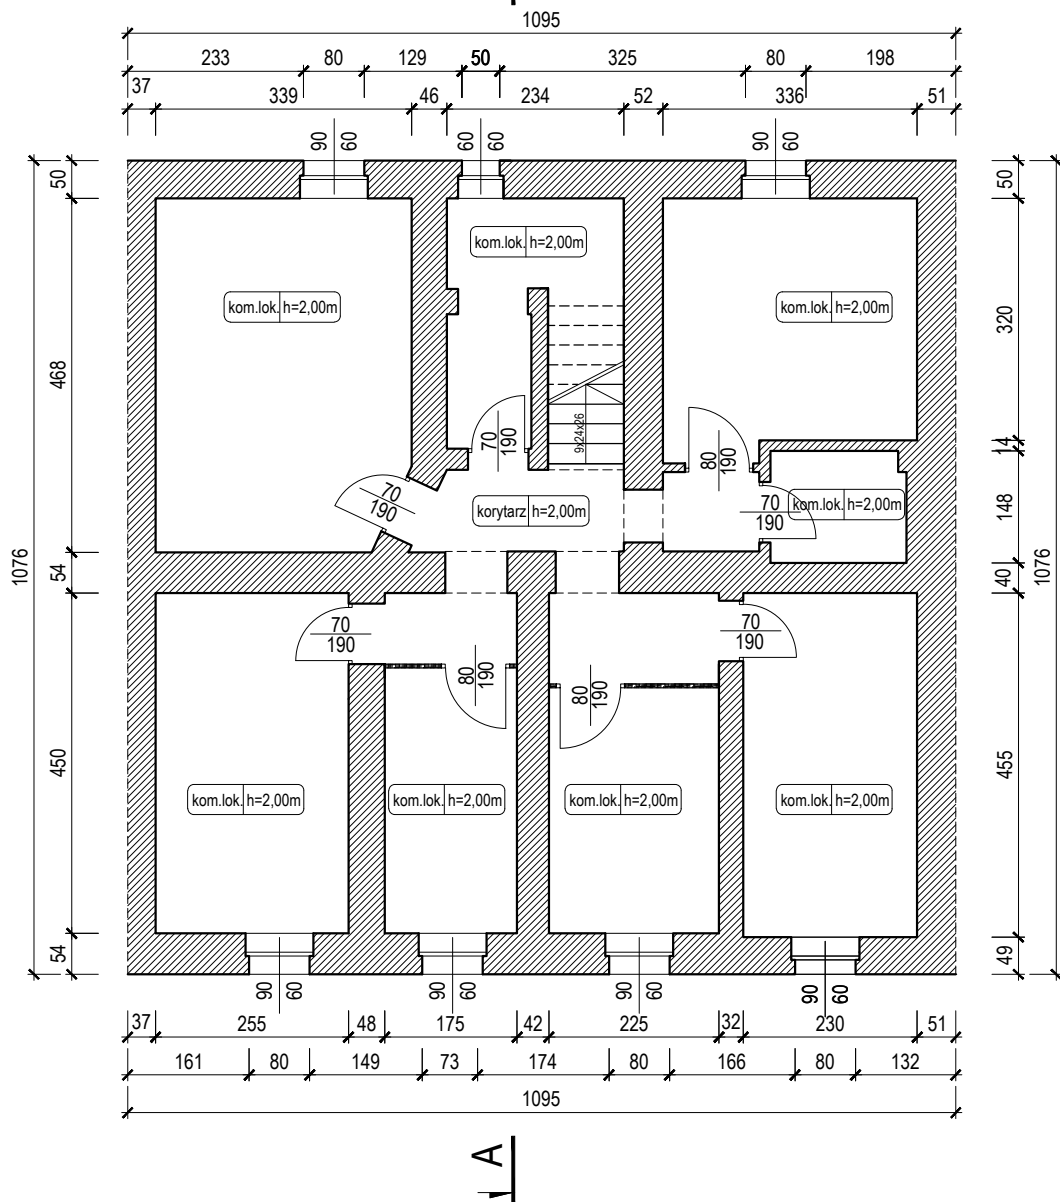 1095
233 80 129 50 325 80 198
37 339 46 234 52 336 51
90 60
60 60
90 60
50
468
54
450
54
1076
50
320
14
148
40
455
49
1076
kom.lok. h=2,00m
kom.lok. h=2,00m
kom.lok. h=2,00m
9x24x26
70 190
80 190
70 190
korytarz h=2,00m
70 190
kom.lok. h=2,00m
70 190
80 190
80 190
70 190
kom.lok. h=2,00m
kom.lok. h=2,00m
kom.lok. h=2,00m
kom.lok. h=2,00m
90 60
90 60
90 60
90 60
37 255 48 175 42 225 32 230 51
161 80 149 73 174 80 166 80 132
1095
A